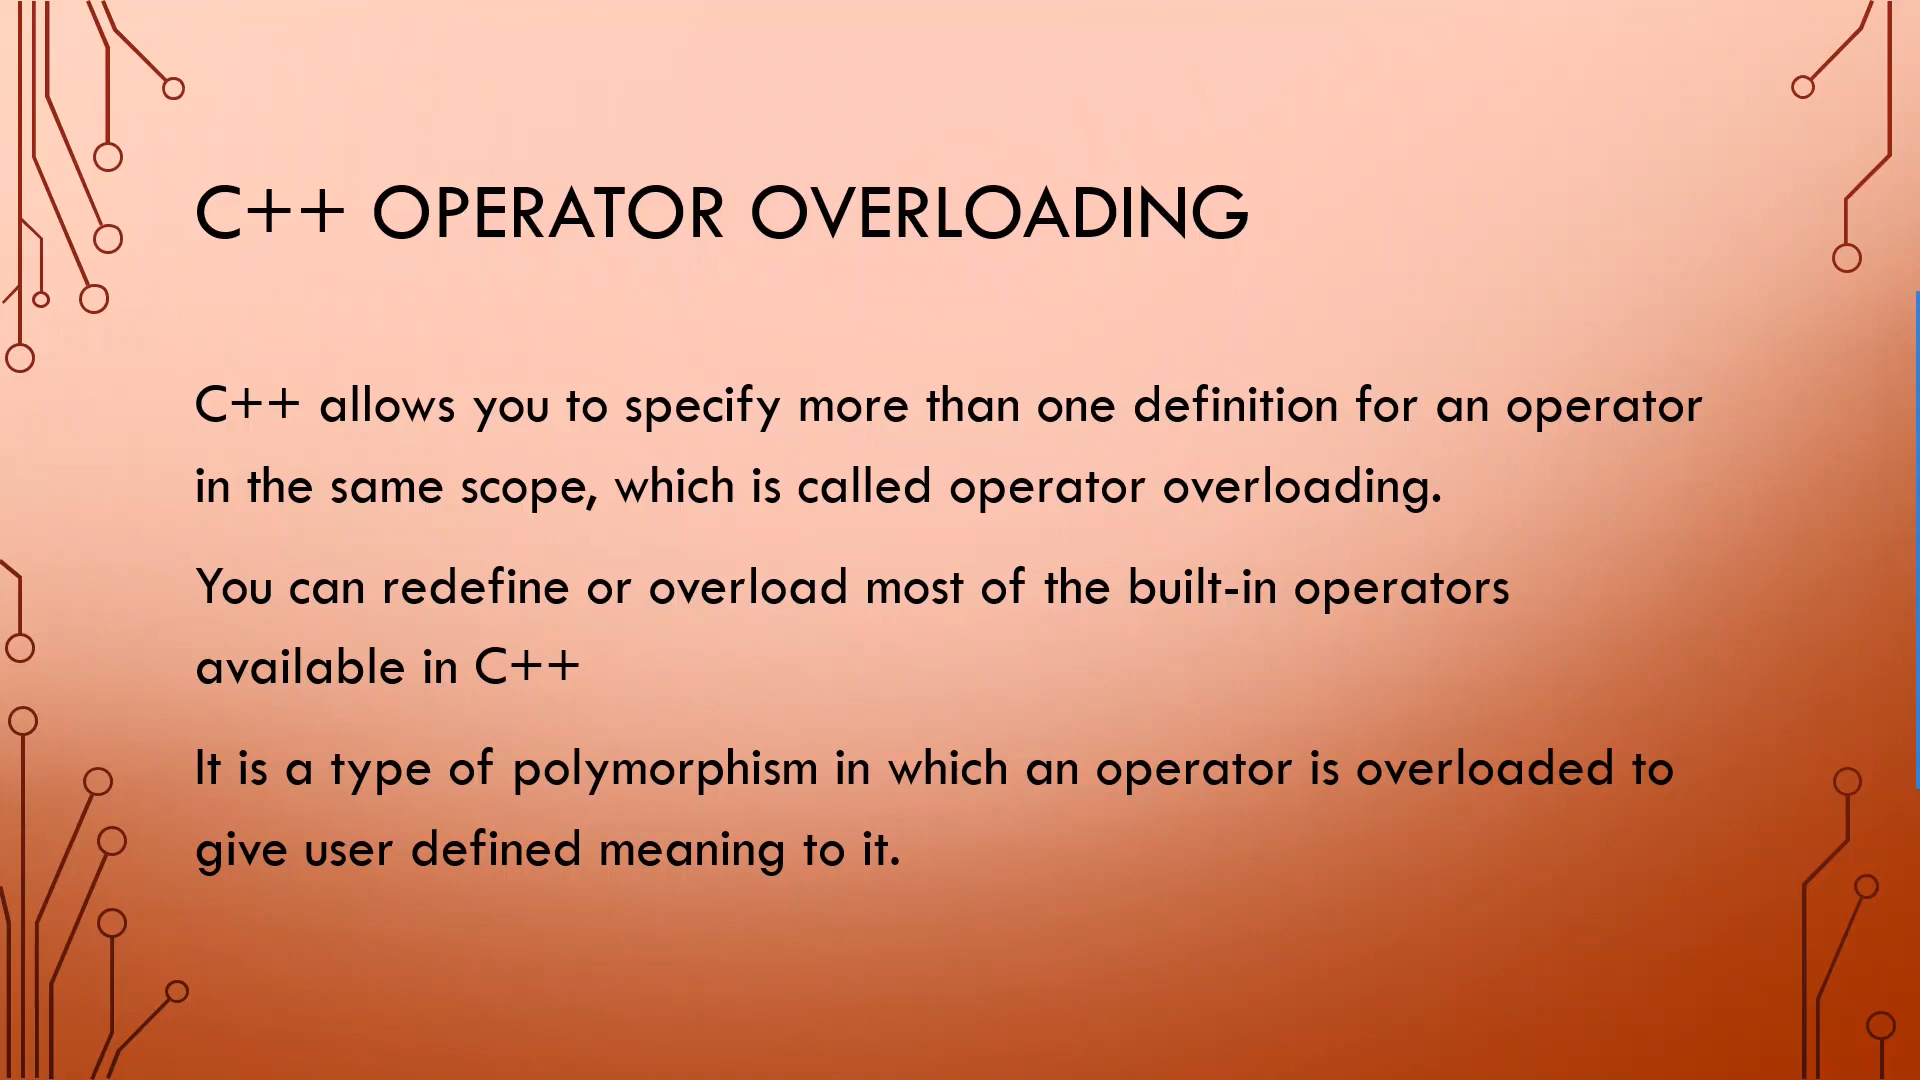 C++ OPERATOR OVERLOADING
C++ allows you to specify more than one definition for an operator
in the same scope, which is called operator overloading.
You can redefine or overload most of the built-in operators
available in C++
It is a type of polymorphism in which an operator is overloaded to
give user defined meaning to it.